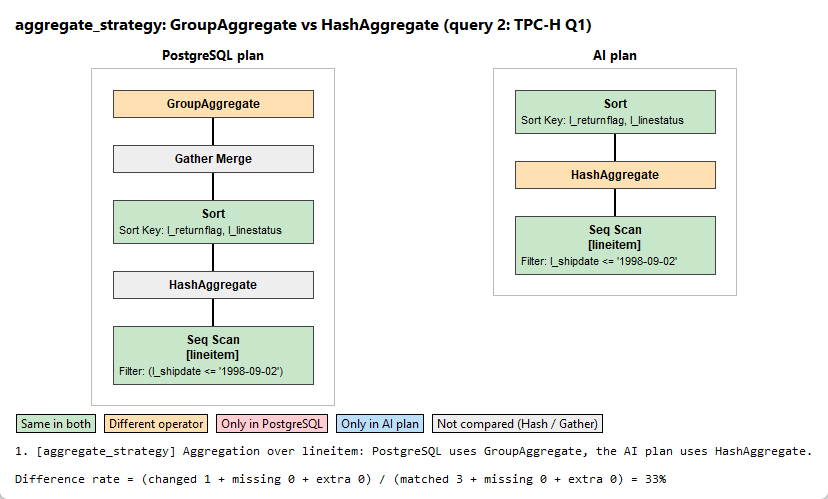 aggregate_strategy: GroupAggregate vs HashAggregate (query 2: TPC-H Q1)
PostgreSQL plan
GroupAggregate
Gather Merge
Sort
Sort Key: l_returnflag, l_linestatus
HashAggregate
Seq Scan
[lineitem]
Filter: (l_shipdate <= '1998-09-02')
AI plan
Sort
Sort Key: l_returnflag, l_linestatus
HashAggregate
Seq Scan
[lineitem]
Filter: l_shipdate <= '1998-09-02'
Same in both
Different operator
Only in PostgreSQL
Only in AI plan
Not compared (Hash / Gather)
1. [aggregate_strategy] Aggregation over lineitem: PostgreSQL uses GroupAggregate, the AI plan uses HashAggregate.
Difference rate = (changed 1 + missing 0 + extra 0) / (matched 3 + missing 0 + extra 0) = 33%